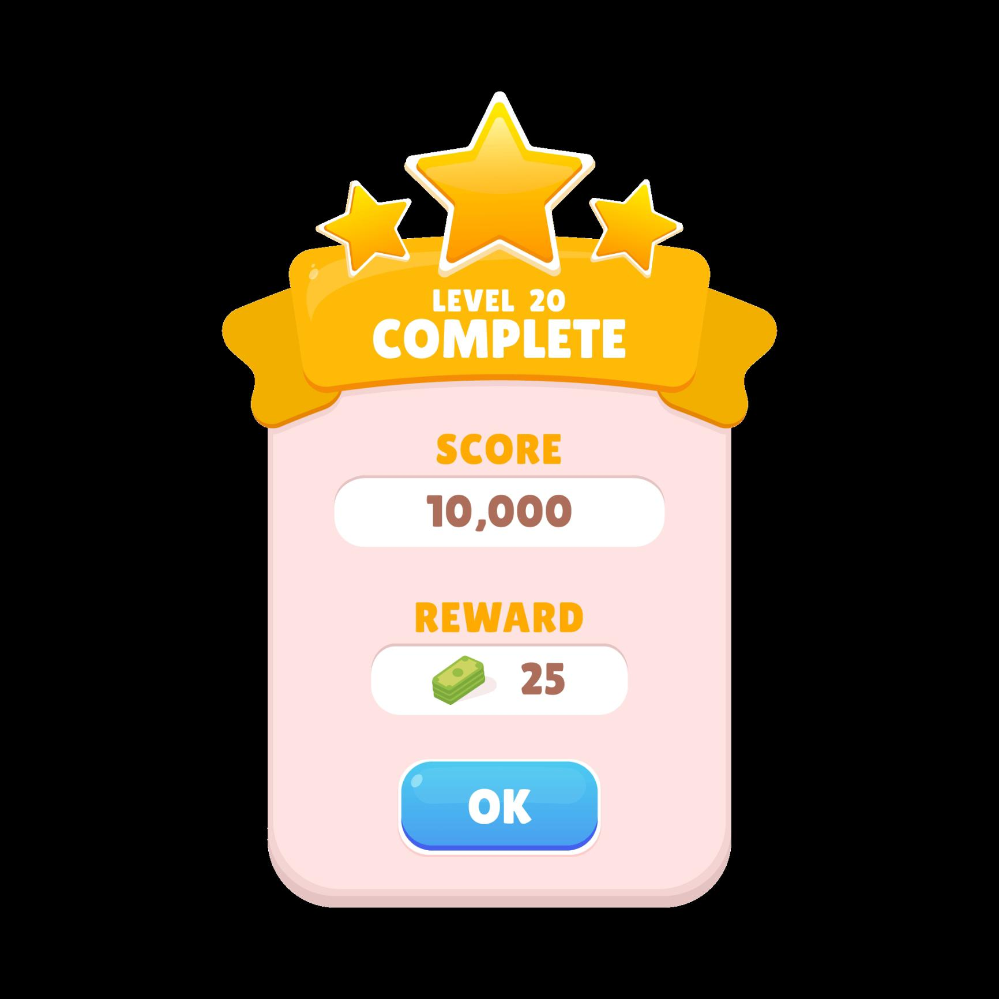 LEVEL 20
COMPLETE
SCORE
10,000
REWARD
25
OK